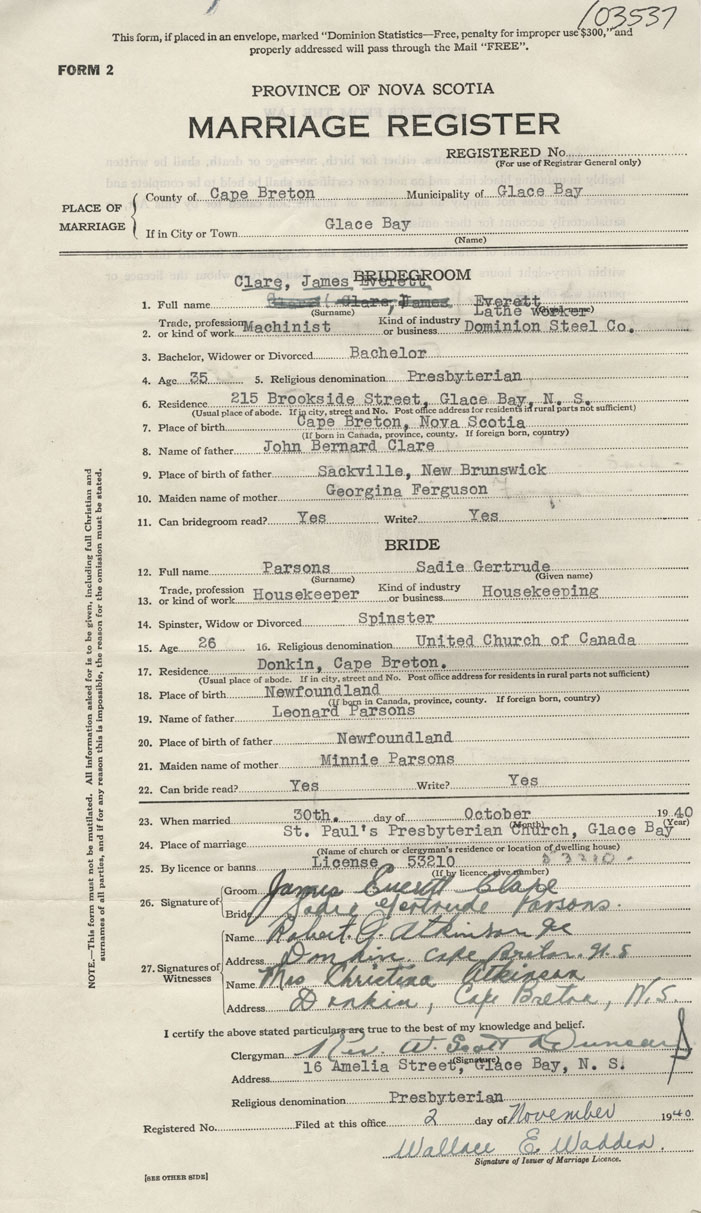 103537
This form, if placed in an envelope, marked "Dominion Statistics—Free, penalty for improper use $300," and
properly addressed will pass through the Mail "FREE".
FORM 2
PROVINCE OF NOVA SCOTIA
MARRIAGE REGISTER
REGISTERED No.
(For use of Registrar General only)
PLACE OF MARRIAGE
County of Cape Breton Municipality of Glace Bay
If in City or Town Glace Bay
(Name)
BRIDEGROOM
Clare, James Everett
1. Full name Clare, James, Everett
(Surname) (Given name)
Lathe worker
2. Trade, profession or kind of work Machinist Kind of industry or business Dominion Steel Co.
3. Bachelor, Widower or Divorced Bachelor
4. Age 35 5. Religious denomination Presbyterian
6. Residence 215 Brookside Street, Glace Bay, N. S.
(Usual place of abode. If in city, street and No. Post office address for residents in rural parts not sufficient)
7. Place of birth Cape Breton, Nova Scotia
(If born in Canada, province, county. If foreign born, country)
8. Name of father John Bernard Clare
9. Place of birth of father Sackville, New Brunswick
10. Maiden name of mother Georgina Ferguson
11. Can bridegroom read? Yes Write? Yes
BRIDE
12. Full name Parsons Sadie Gertrude
(Surname) (Given name)
13. Trade, profession or kind of work Housekeeper Kind of industry or business Housekeeping
14. Spinster, Widow or Divorced Spinster
15. Age 26 16. Religious denomination United Church of Canada
17. Residence Donkin, Cape Breton.
(Usual place of abode. If in city, street and No. Post office address for residents in rural parts not sufficient)
18. Place of birth Newfoundland
(If born in Canada, province, county. If foreign born, country)
19. Name of father Leonard Parsons
20. Place of birth of father Newfoundland
21. Maiden name of mother Minnie Parsons
22. Can bride read? Yes Write? Yes
23. When married 30th. day of October 1940
(Month) (Year)
24. Place of marriage St. Paul's Presbyterian Church, Glace Bay
(Name of church or clergyman's residence or location of dwelling house)
25. By licence or banns License 53210
(If by licence, give number)
26. Signature of
Groom James Everett Clare
Bride Sadie Gertrude Parsons.
27. Signatures of Witnesses
Name Robert G. Atkinson Jr
Address Donkin. Cape Breton. N. S
Name Mrs Christina Atkinson
Address Donkin, Cape Breton, N.S.
I certify the above stated particulars are true to the best of my knowledge and belief.
Clergyman Rev. W. Scott Duncan
(Signature)
Address 16 Amelia Street, Glace Bay, N. S.
Religious denomination Presbyterian
Registered No. Filed at this office 2 day of November 1940
Wallace E. Wadden.
Signature of Issuer of Marriage Licence.
[SEE OTHER SIDE]
NOTE.—This form must not be mutilated. All information asked for is to be given, including full Christian and
surnames of all parties, and if for any reason this is impossible, the reason for the omission must be stated.